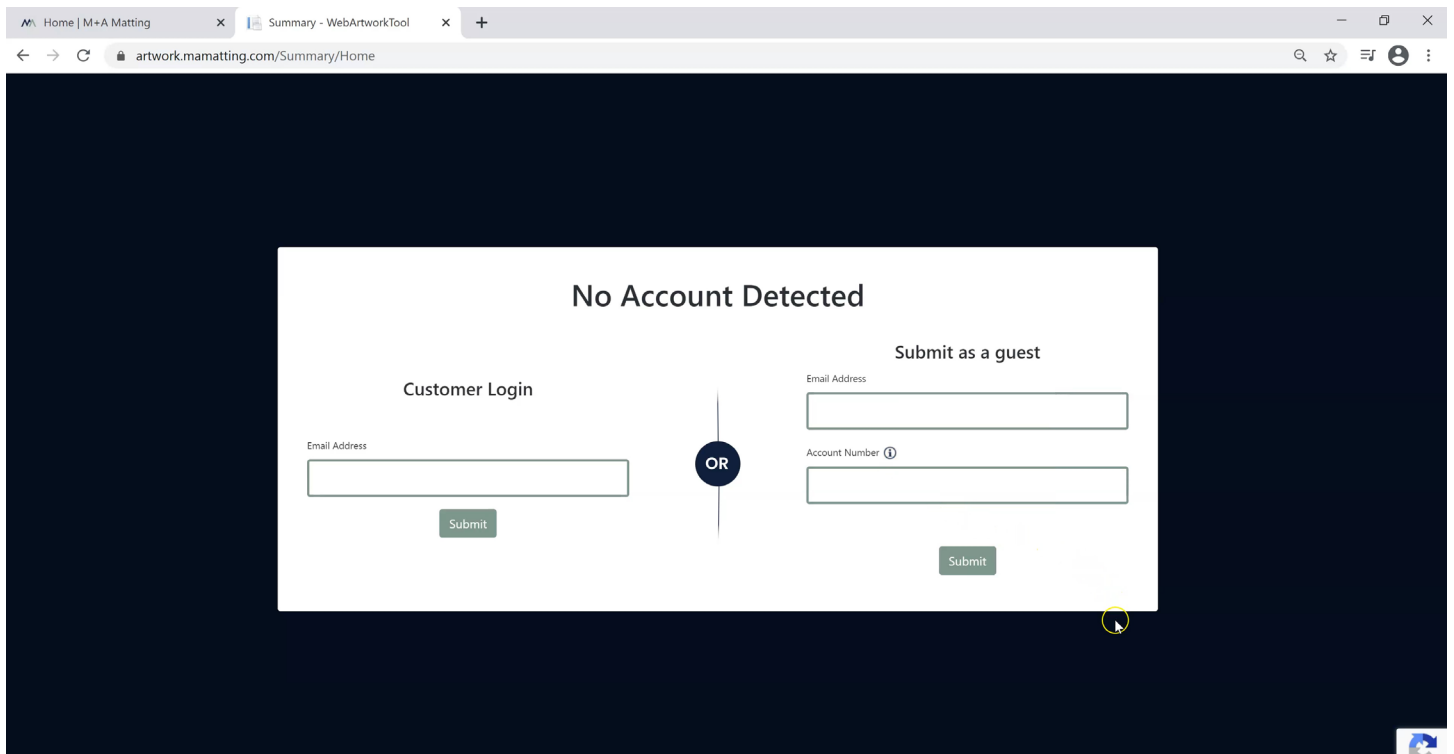 Home | M+A Matting
Summary - WebArtworkTool
artwork.mamatting.com/Summary/Home
No Account Detected
Customer Login
Email Address
Submit
OR
Submit as a guest
Email Address
Account Number
Submit